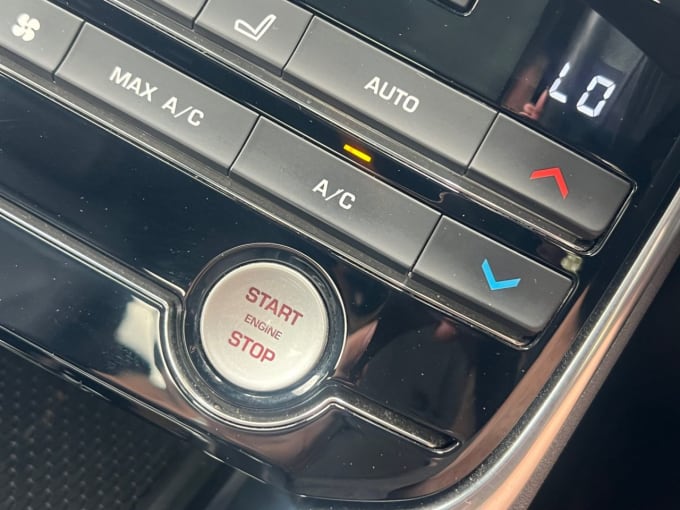 LO
AUTO
MAX A/C
A/C
START
ENGINE
STOP